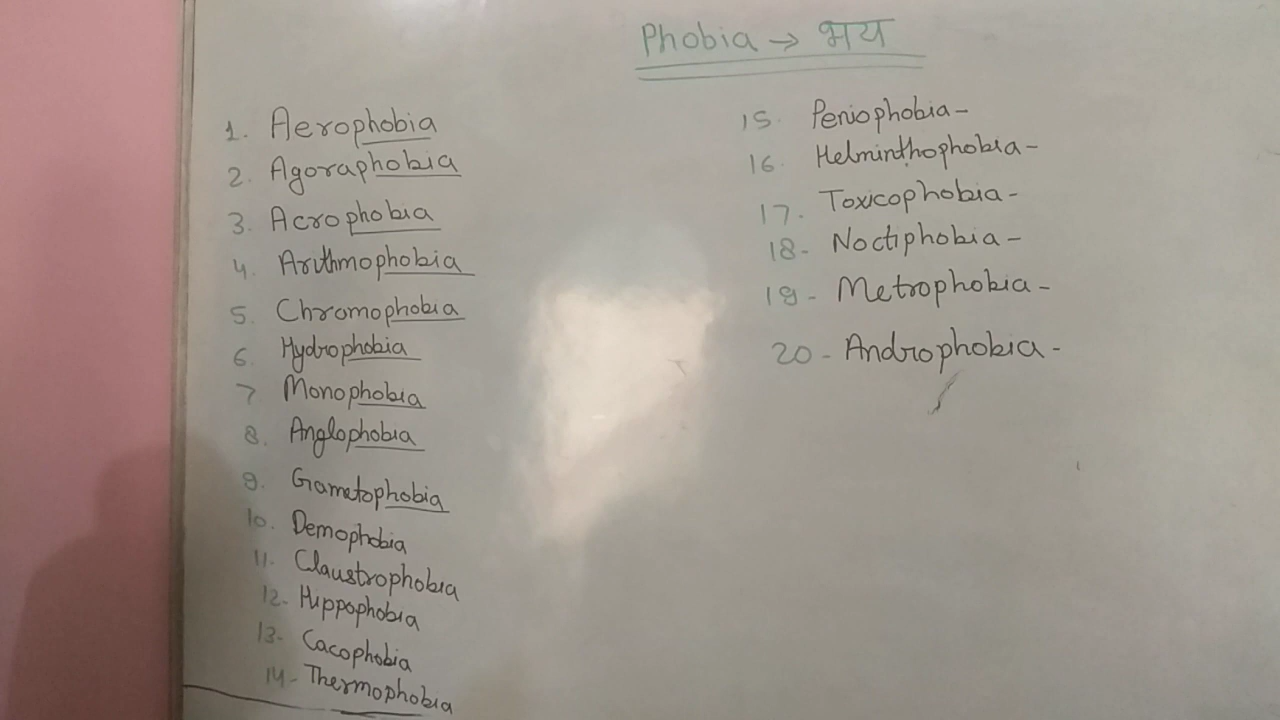 Phobia → भय
1. Aerophobia
2. Agoraphobia
3. Acrophobia
4. Arithmophobia
5. Chromophobia
6. Hydrophobia
7 Monophobia
8. Anglophobia
9. Gametophobia
10. Demophobia
11. Claustrophobia
12- Hippophobia
13- Cacophobia
14- Thermophobia
15. Peniophobia-
16. Helminthophobia-
17. Toxicophobia-
18- Noctiphobia-
19- Metrophobia-
20- Androphobia-